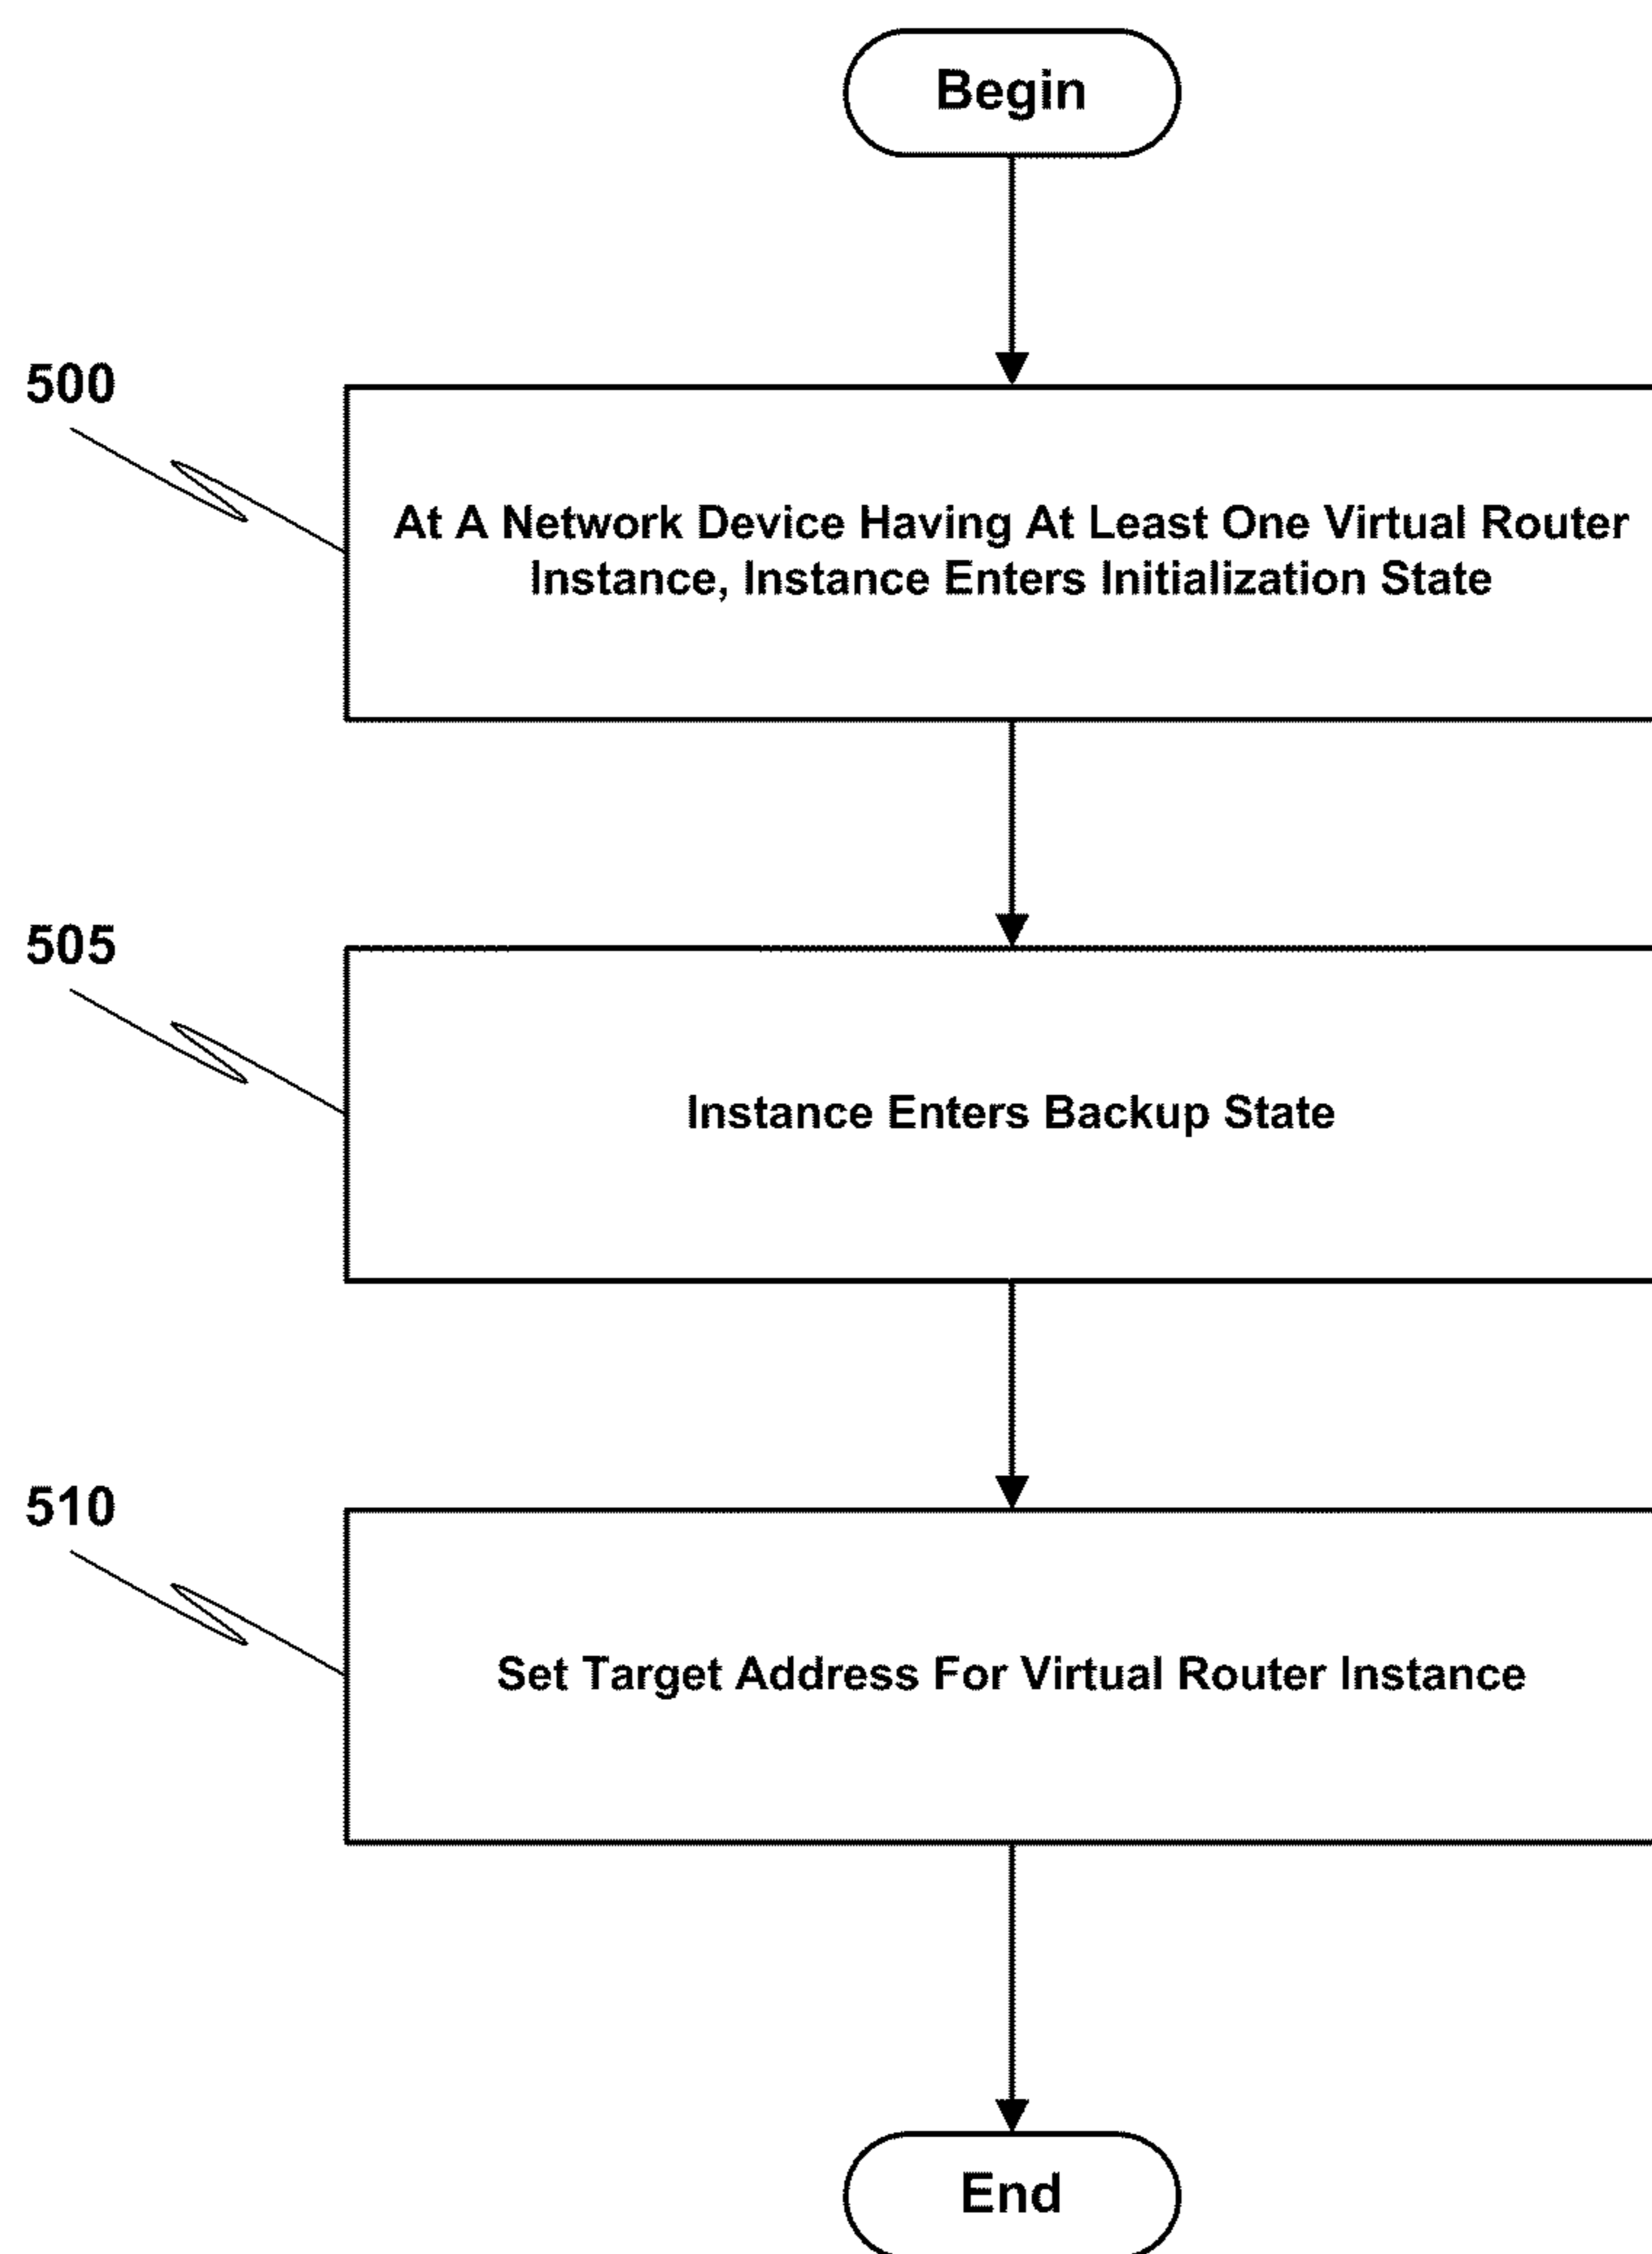 Begin
500
At A Network Device Having At Least One Virtual Router
Instance, Instance Enters Initialization State
505
Instance Enters Backup State
510
Set Target Address For Virtual Router Instance
End